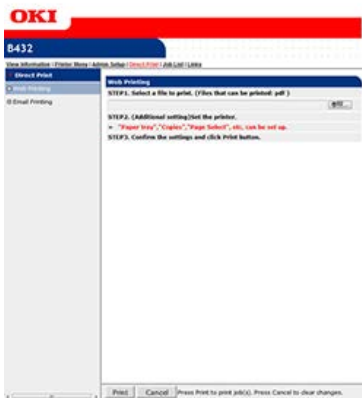 OKI
B432
View Information | Printer Menu | Admin Setup | Direct Print | Job List | Links
Direct Print
Web Printing
Email Printing
Web Printing
STEP1. Select a file to print. (Files that can be printed: pdf )
STEP2. (Additional setting)Set the printer.
"Paper tray","Copies","Page Select", etc. can be set up.
STEP3. Confirm the settings and click Print button.
Print Cancel Press Print to print job(s). Press Cancel to clear changes.